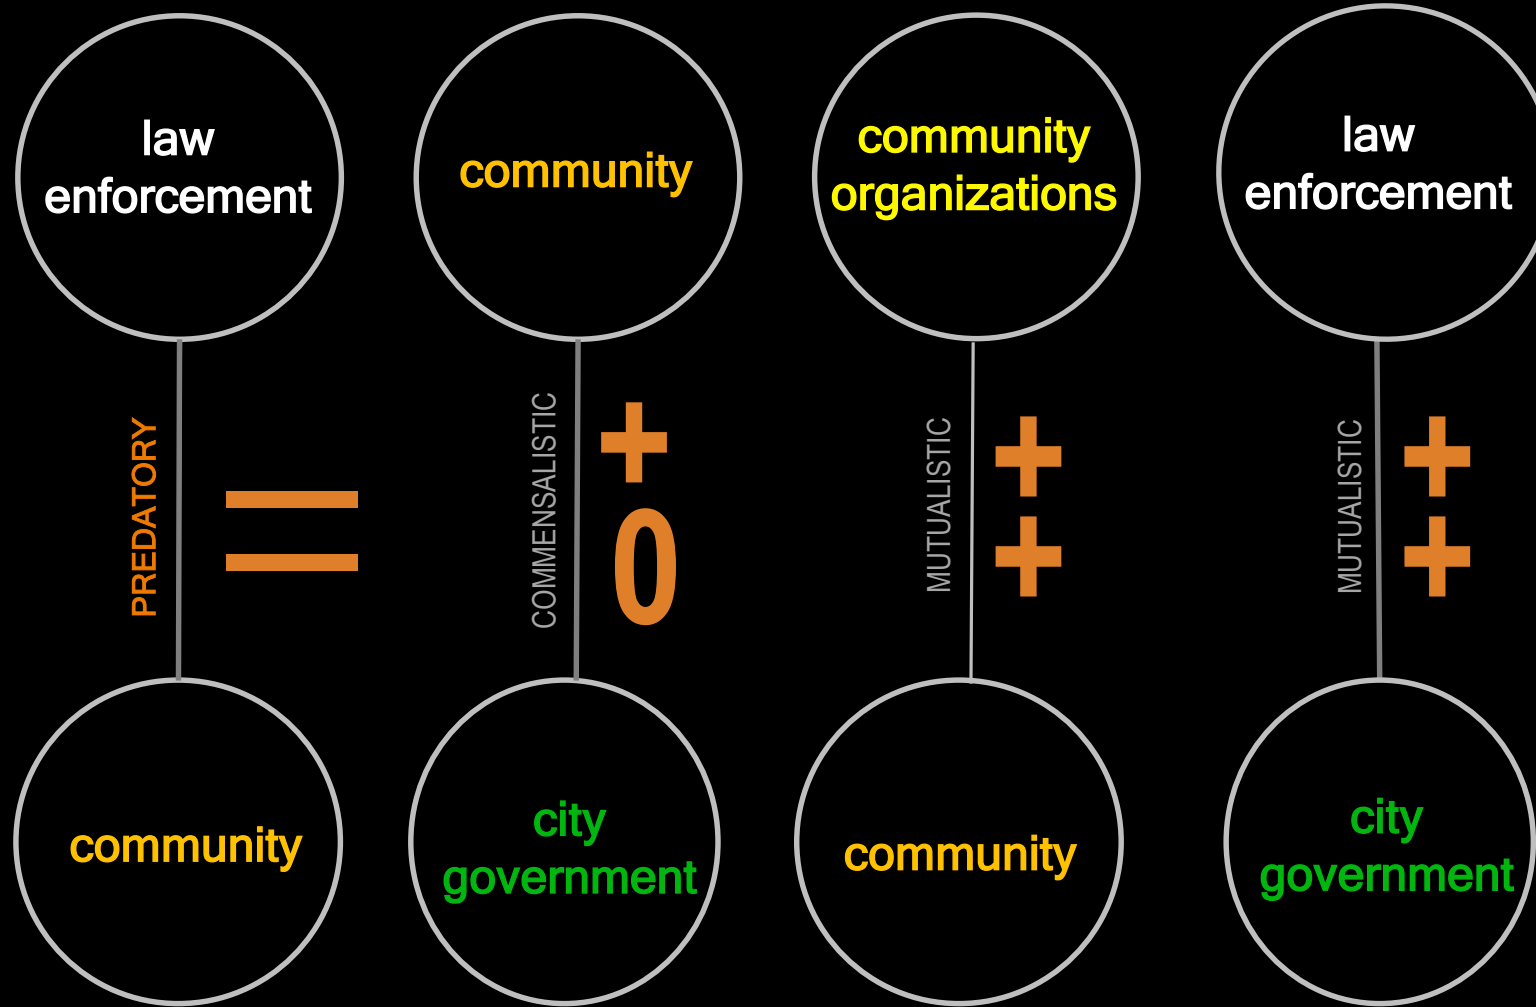 law
enforcement
community
community
organizations
law
enforcement
PREDATORY
=
COMMENSALISTIC
+
0
MUTUALISTIC
+
+
MUTUALISTIC
+
+
community
city
government
community
city
government